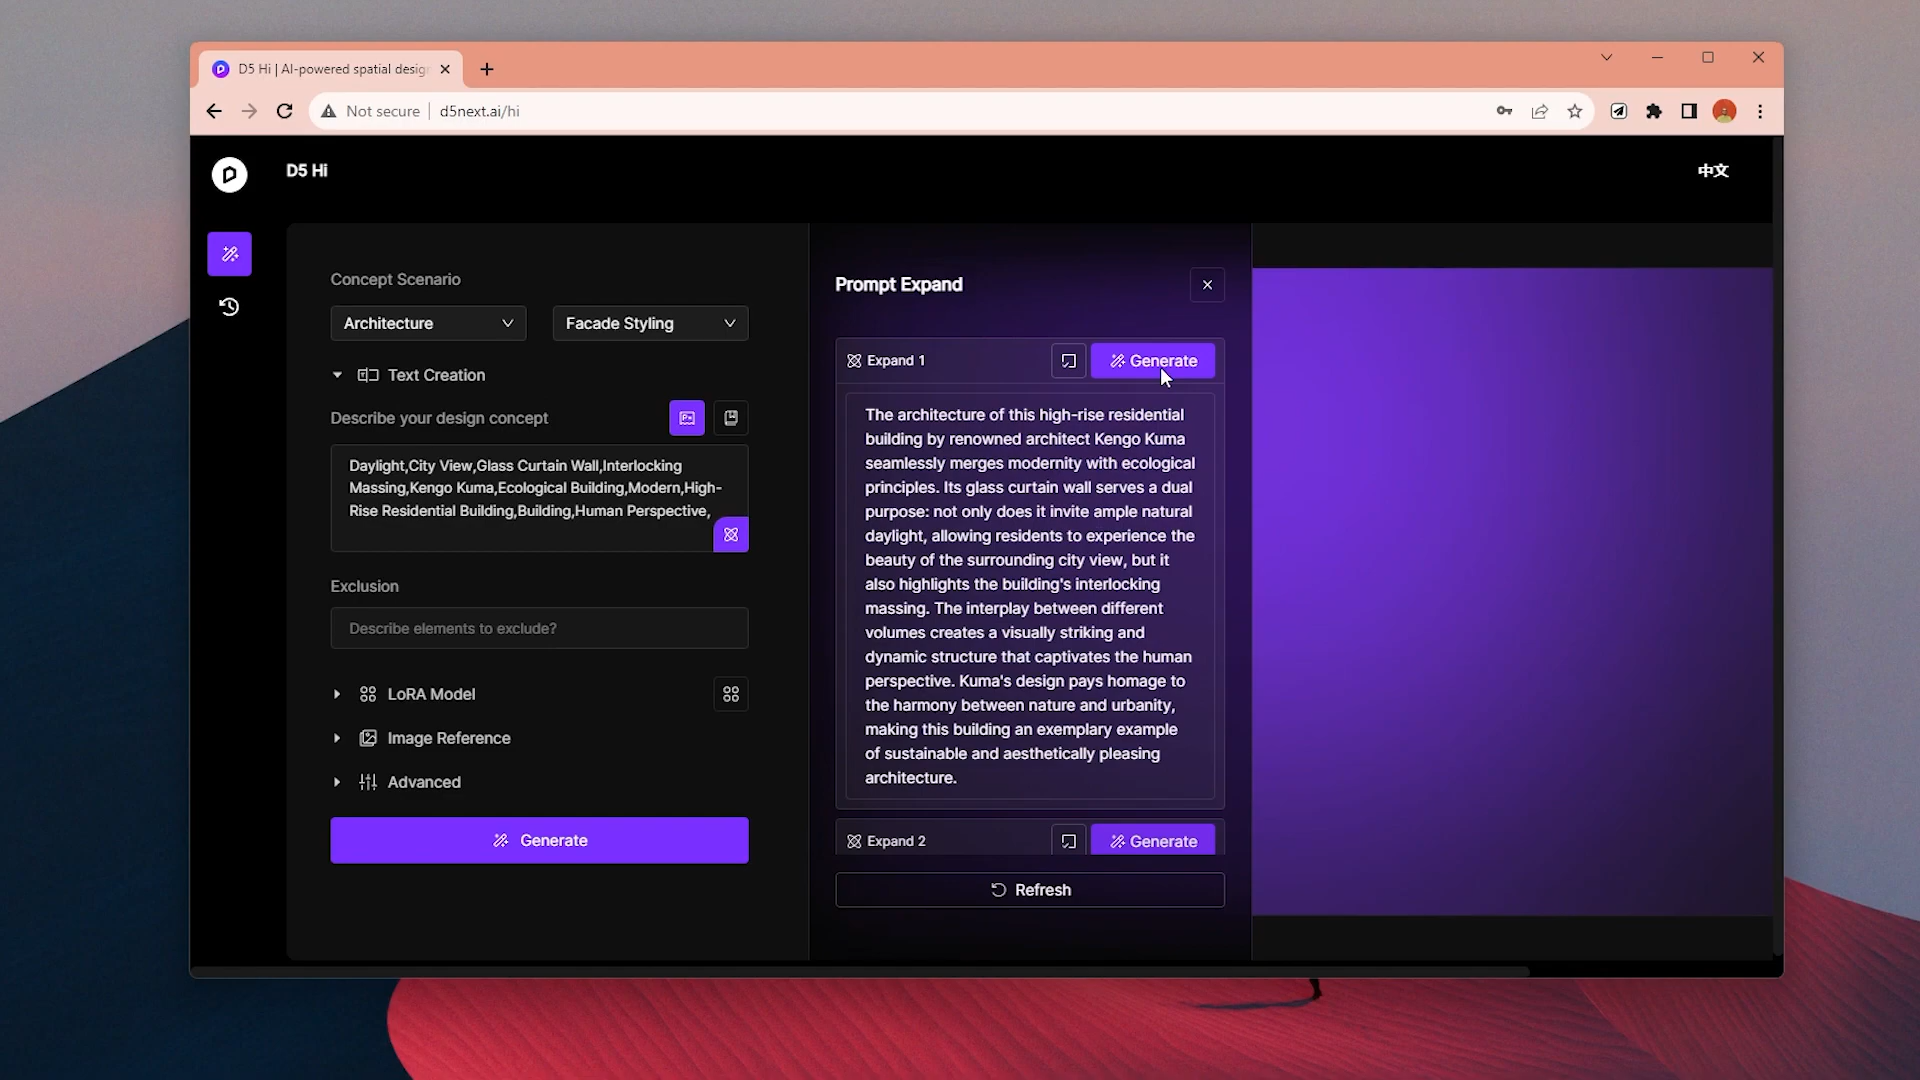 D5 Hi | AI-powered spatial desig
Not secure
d5next.ai/hi
D5 Hi
中文
Concept Scenario
Architecture
Facade Styling
Text Creation
Describe your design concept
Daylight,City View,Glass Curtain Wall,Interlocking
Massing,Kengo Kuma,Ecological Building,Modern,High-
Rise Residential Building,Building,Human Perspective,
Exclusion
Describe elements to exclude?
LoRA Model
Image Reference
Advanced
Generate
Prompt Expand
Expand 1
Generate
The architecture of this high-rise residential
building by renowned architect Kengo Kuma
seamlessly merges modernity with ecological
principles. Its glass curtain wall serves a dual
purpose: not only does it invite ample natural
daylight, allowing residents to experience the
beauty of the surrounding city view, but it
also highlights the building's interlocking
massing. The interplay between different
volumes creates a visually striking and
dynamic structure that captivates the human
perspective. Kuma's design pays homage to
the harmony between nature and urbanity,
making this building an exemplary example
of sustainable and aesthetically pleasing
architecture.
Expand 2
Generate
Refresh